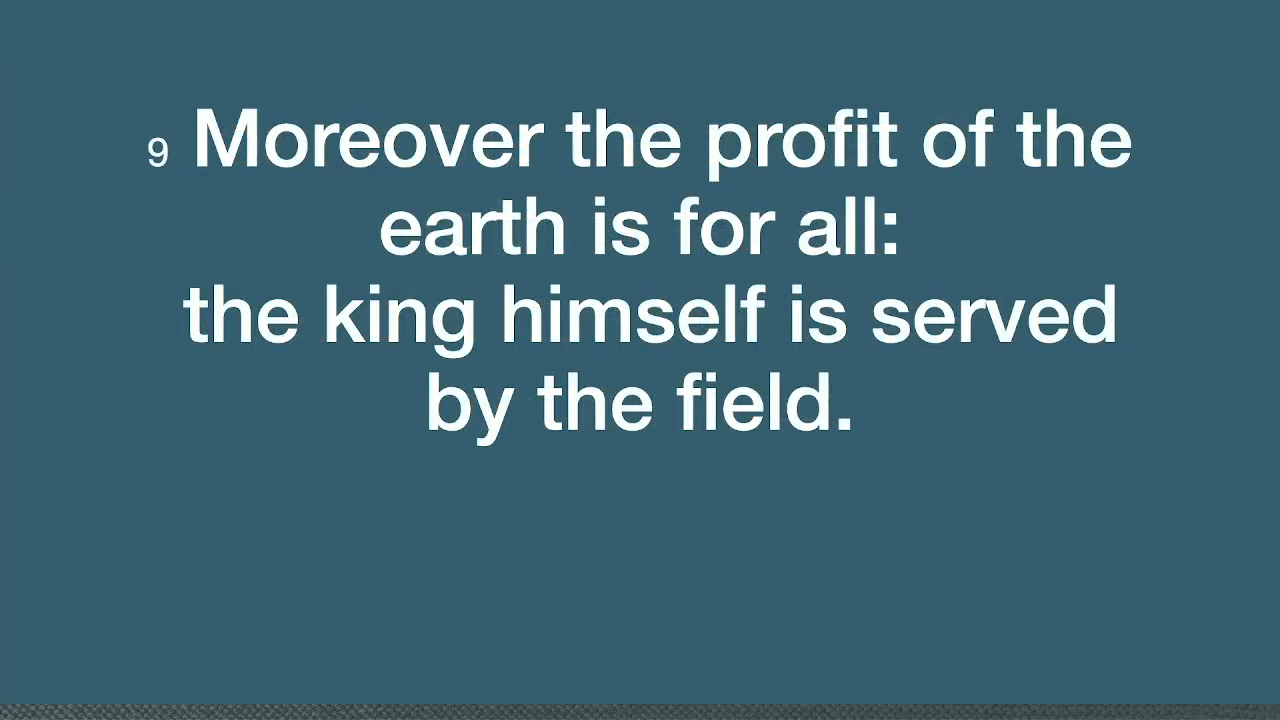 9 Moreover the profit of the
earth is for all:
the king himself is served
by the field.